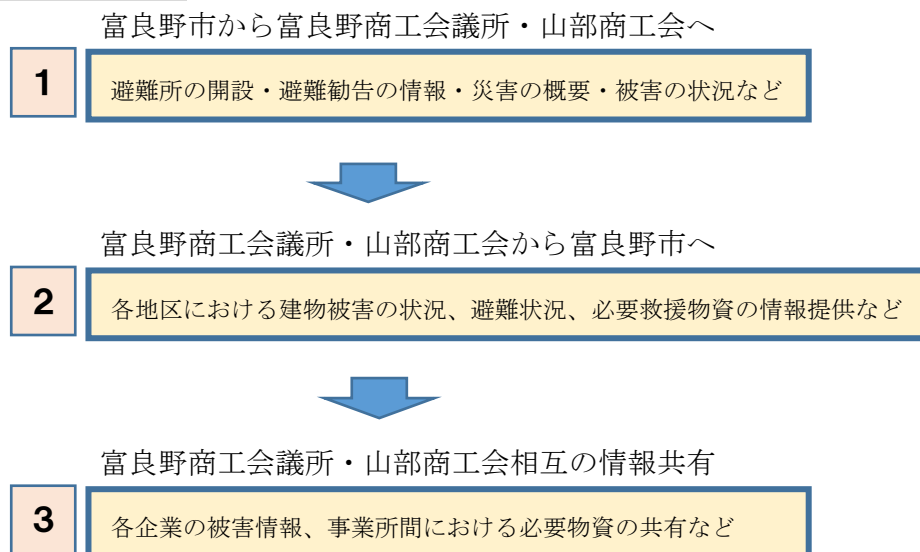 富良野市から富良野商工会議所・山部商工会へ
1
避難所の開設・避難勧告の情報・災害の概要・被害の状況など
富良野商工会議所・山部商工会から富良野市へ
2
各地区における建物被害の状況、避難状況、必要救援物資の情報提供など
富良野商工会議所・山部商工会相互の情報共有
3
各企業の被害情報、事業所間における必要物資の共有など